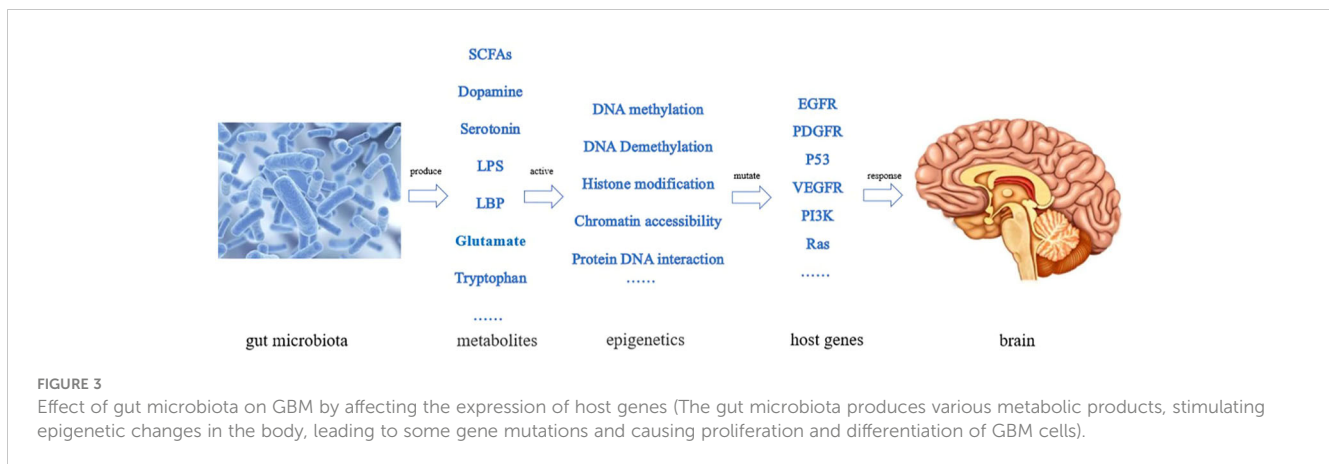 SCFAs
Dopamine
Serotonin
LPS
LBP
Glutamate
Tryptophan
......
DNA methylation
DNA Demethylation
Histone modification
Chromatin accessibility
Protein DNA interaction
......
EGFR
PDGFR
P53
VEGFR
PI3K
Ras
......
produce
active
mutate
response
gut microbiota
metabolites
epigenetics
host genes
brain
FIGURE 3
Effect of gut microbiota on GBM by affecting the expression of host genes (The gut microbiota produces various metabolic products, stimulating
epigenetic changes in the body, leading to some gene mutations and causing proliferation and differentiation of GBM cells).